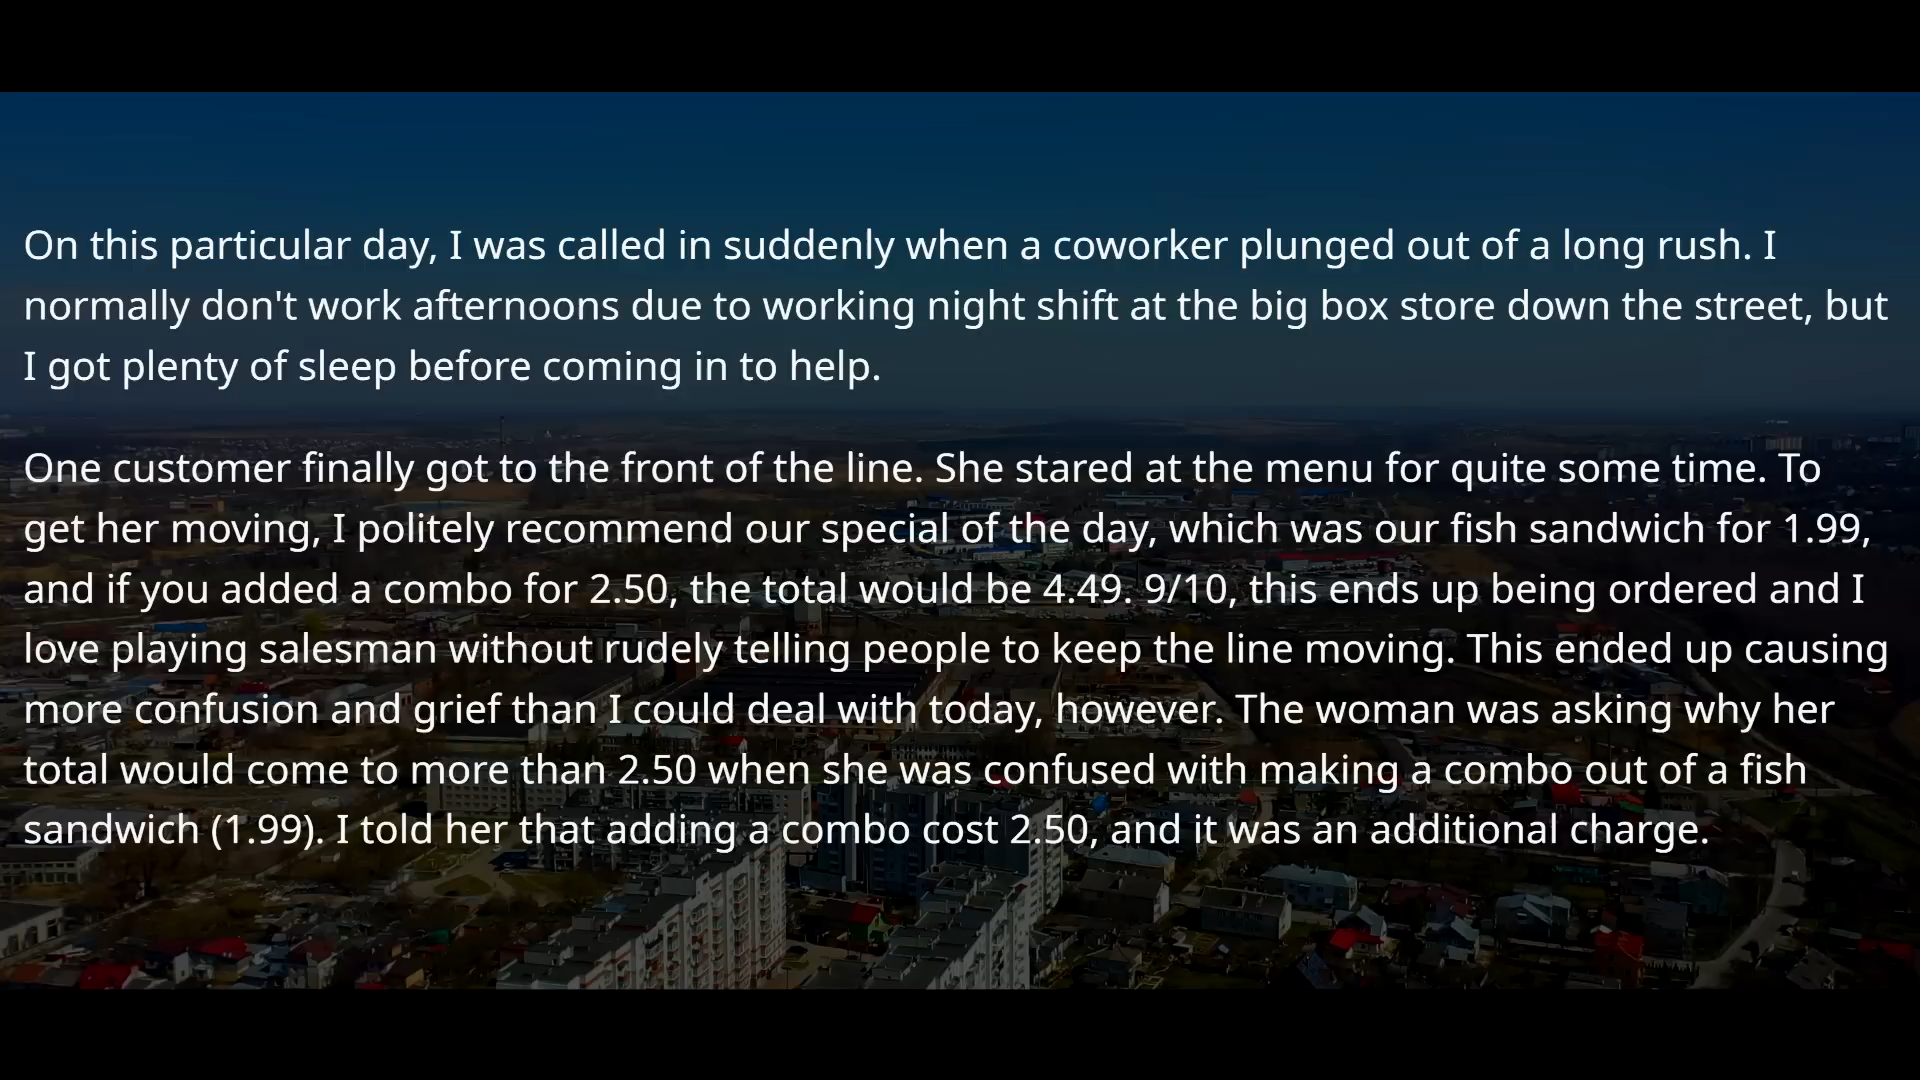 On this particular day, I was called in suddenly when a coworker plunged out of a long rush. I
normally don't work afternoons due to working night shift at the big box store down the street, but
I got plenty of sleep before coming in to help.
One customer finally got to the front of the line. She stared at the menu for quite some time. To
get her moving, I politely recommend our special of the day, which was our fish sandwich for 1.99,
and if you added a combo for 2.50, the total would be 4.49. 9/10, this ends up being ordered and I
love playing salesman without rudely telling people to keep the line moving. This ended up causing
more confusion and grief than I could deal with today, however. The woman was asking why her
total would come to more than 2.50 when she was confused with making a combo out of a fish
sandwich (1.99). I told her that adding a combo cost 2.50, and it was an additional charge.